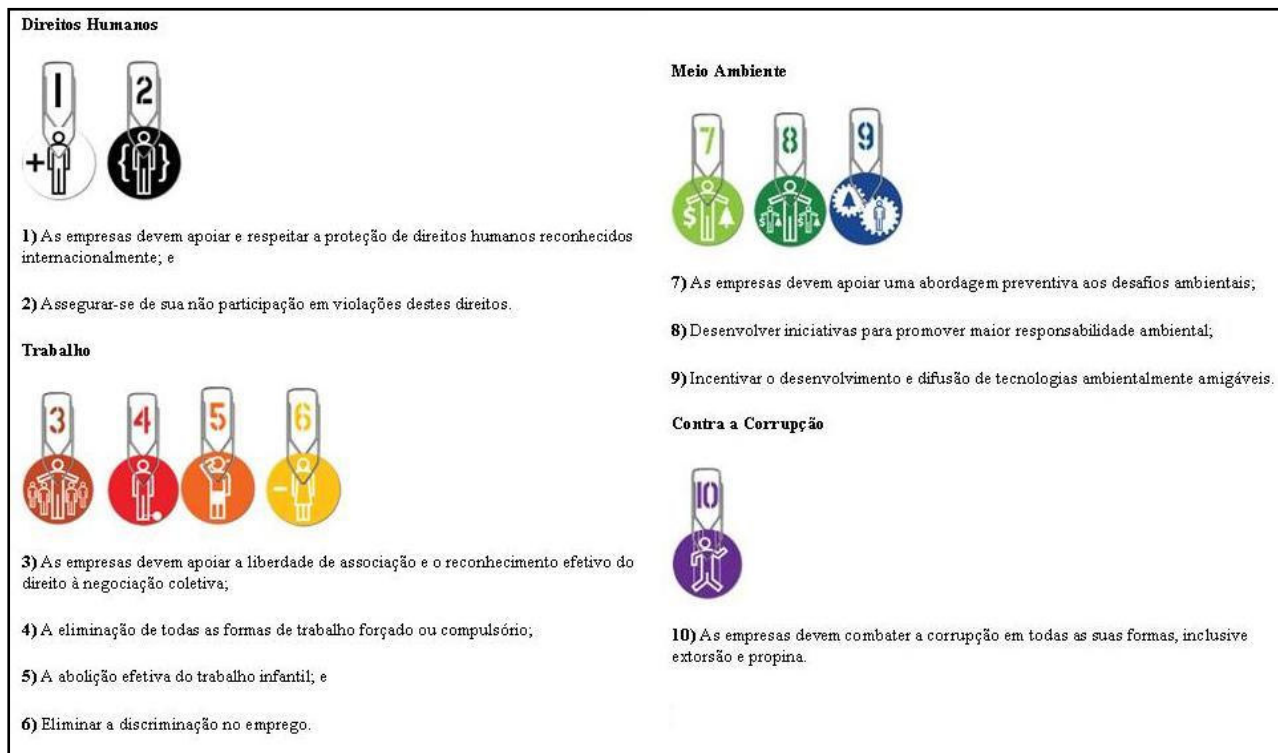 Direitos Humanos
1 2
1) As empresas devem apoiar e respeitar a proteção de direitos humanos reconhecidos
internacionalmente; e
2) Assegurar-se de sua não participação em violações destes direitos.
Trabalho
3 4 5 6
3) As empresas devem apoiar a liberdade de associação e o reconhecimento efetivo do
direito à negociação coletiva;
4) A eliminação de todas as formas de trabalho forçado ou compulsório;
5) A abolição efetiva do trabalho infantil; e
6) Eliminar a discriminação no emprego.
Meio Ambiente
7 8 9
7) As empresas devem apoiar uma abordagem preventiva aos desafios ambientais;
8) Desenvolver iniciativas para promover maior responsabilidade ambiental;
9) Incentivar o desenvolvimento e difusão de tecnologias ambientalmente amigáveis.
Contra a Corrupção
10
10) As empresas devem combater a corrupção em todas as suas formas, inclusive
extorsão e propina.